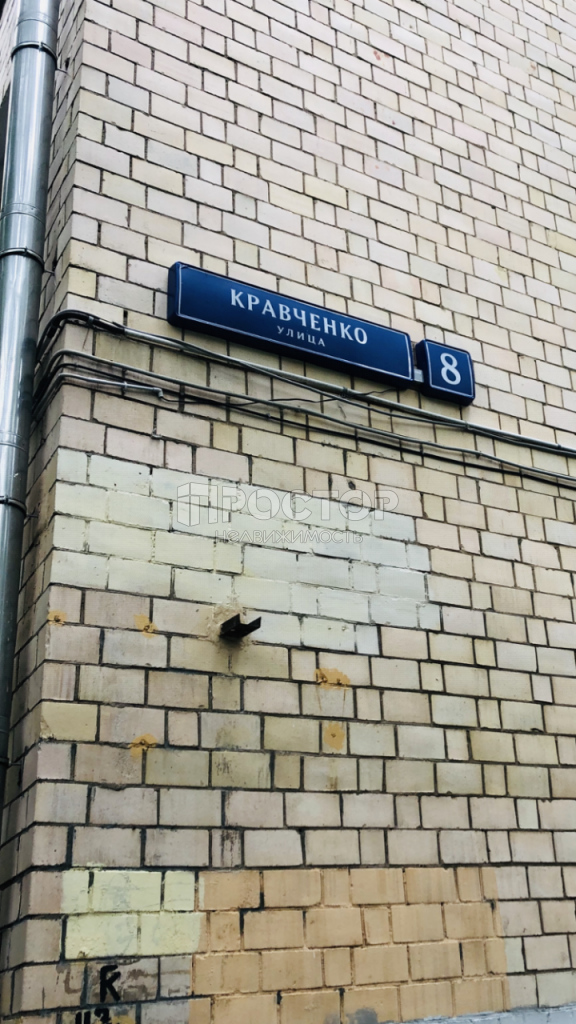 КРАВЧЕНКО
УЛИЦА
8
ПРОСТОР
НЕДВИЖИМОСТЬ
К